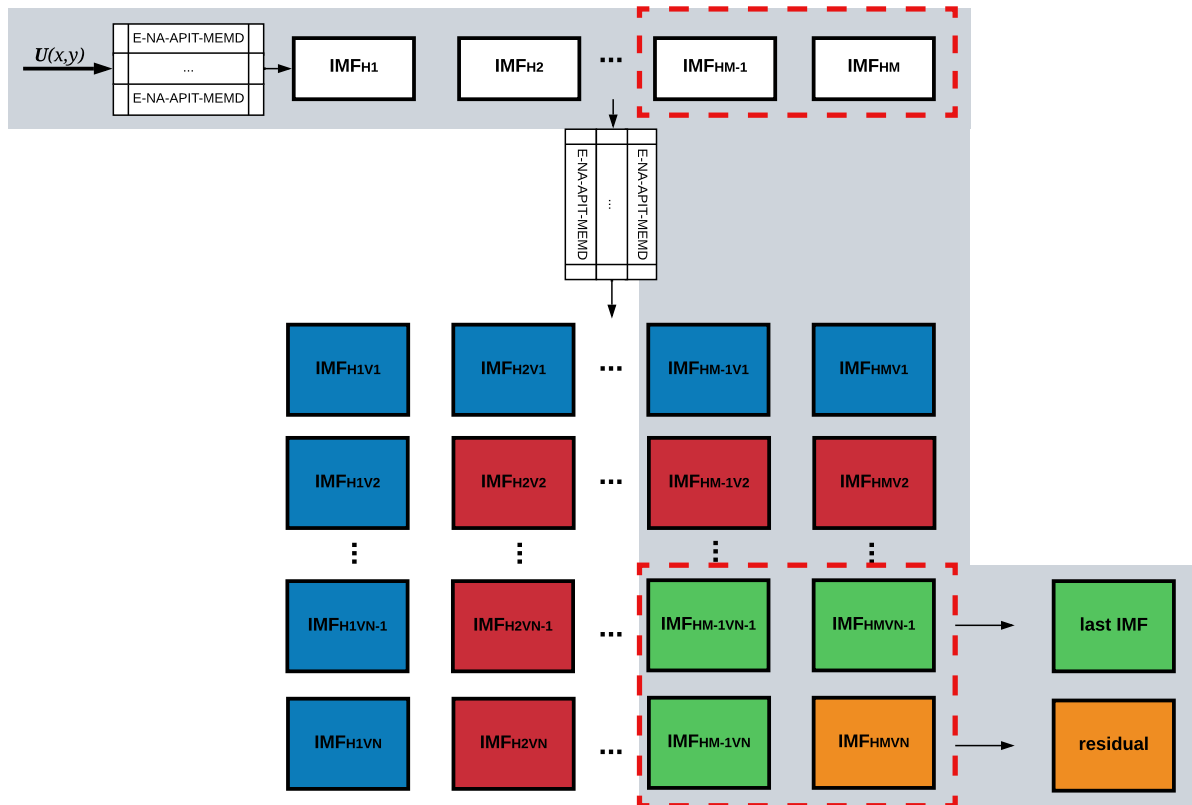 U(x,y)
E-NA-APIT-MEMD
...
E-NA-APIT-MEMD
IMFH1
IMFH2
...
IMFHM-1
IMFHM
E-NA-APIT-MEMD
...
E-NA-APIT-MEMD
IMFH1V1
IMFH2V1
...
IMFHM-1V1
IMFHMV1
IMFH1V2
IMFH2V2
...
IMFHM-1V2
IMFHMV2
...
...
...
...
IMFH1VN-1
IMFH2VN-1
...
IMFHM-1VN-1
IMFHMVN-1
last IMF
IMFH1VN
IMFH2VN
...
IMFHM-1VN
IMFHMVN
residual